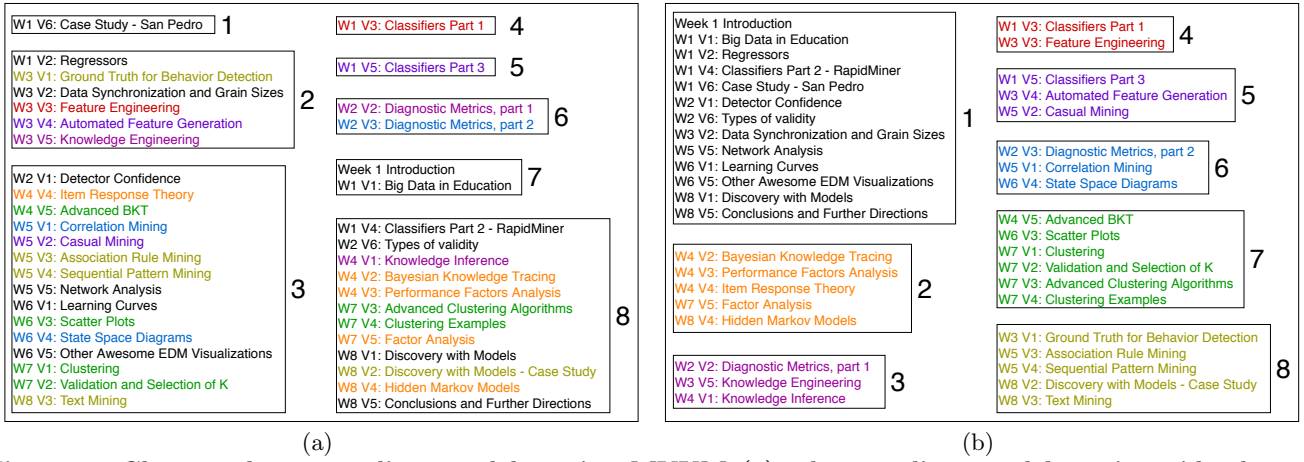 W1 V6: Case Study - San Pedro
1
W1 V2: Regressors
W3 V1: Ground Truth for Behavior Detection
W3 V2: Data Synchronization and Grain Sizes
W3 V3: Feature Engineering
W3 V4: Automated Feature Generation
W3 V5: Knowledge Engineering
2
W2 V1: Detector Confidence
W4 V4: Item Response Theory
W4 V5: Advanced BKT
W5 V1: Correlation Mining
W5 V2: Casual Mining
W5 V3: Association Rule Mining
W5 V4: Sequential Pattern Mining
W5 V5: Network Analysis
W6 V1: Learning Curves
W6 V3: Scatter Plots
W6 V4: State Space Diagrams
W6 V5: Other Awesome EDM Visualizations
W7 V1: Clustering
W7 V2: Validation and Selection of K
W8 V3: Text Mining
3
W1 V3: Classifiers Part 1
4
W1 V5: Classifiers Part 3
5
W2 V2: Diagnostic Metrics, part 1
W2 V3: Diagnostic Metrics, part 2
6
Week 1 Introduction
W1 V1: Big Data in Education
7
W1 V4: Classifiers Part 2 - RapidMiner
W2 V6: Types of validity
W4 V1: Knowledge Inference
W4 V2: Bayesian Knowledge Tracing
W4 V3: Performance Factors Analysis
W7 V3: Advanced Clustering Algorithms
W7 V4: Clustering Examples
W7 V5: Factor Analysis
W8 V1: Discovery with Models
W8 V2: Discovery with Models - Case Study
W8 V4: Hidden Markov Models
W8 V5: Conclusions and Further Directions
8
(a)
Week 1 Introduction
W1 V1: Big Data in Education
W1 V2: Regressors
W1 V4: Classifiers Part 2 - RapidMiner
W1 V6: Case Study - San Pedro
W2 V1: Detector Confidence
W2 V6: Types of validity
W3 V2: Data Synchronization and Grain Sizes
W5 V5: Network Analysis
W6 V1: Learning Curves
W6 V5: Other Awesome EDM Visualizations
W8 V1: Discovery with Models
W8 V5: Conclusions and Further Directions
1
W4 V2: Bayesian Knowledge Tracing
W4 V3: Performance Factors Analysis
W4 V4: Item Response Theory
W7 V5: Factor Analysis
W8 V4: Hidden Markov Models
2
W2 V2: Diagnostic Metrics, part 1
W3 V5: Knowledge Engineering
W4 V1: Knowledge Inference
3
W1 V3: Classifiers Part 1
W3 V3: Feature Engineering
4
W1 V5: Classifiers Part 3
W3 V4: Automated Feature Generation
W5 V2: Casual Mining
5
W2 V3: Diagnostic Metrics, part 2
W5 V1: Correlation Mining
W6 V4: State Space Diagrams
6
W4 V5: Advanced BKT
W6 V3: Scatter Plots
W7 V1: Clustering
W7 V2: Validation and Selection of K
W7 V3: Advanced Clustering Algorithms
W7 V4: Clustering Examples
7
W3 V1: Ground Truth for Behavior Detection
W5 V3: Association Rule Mining
W5 V4: Sequential Pattern Mining
W8 V2: Discovery with Models - Case Study
W8 V3: Text Mining
8
(b)